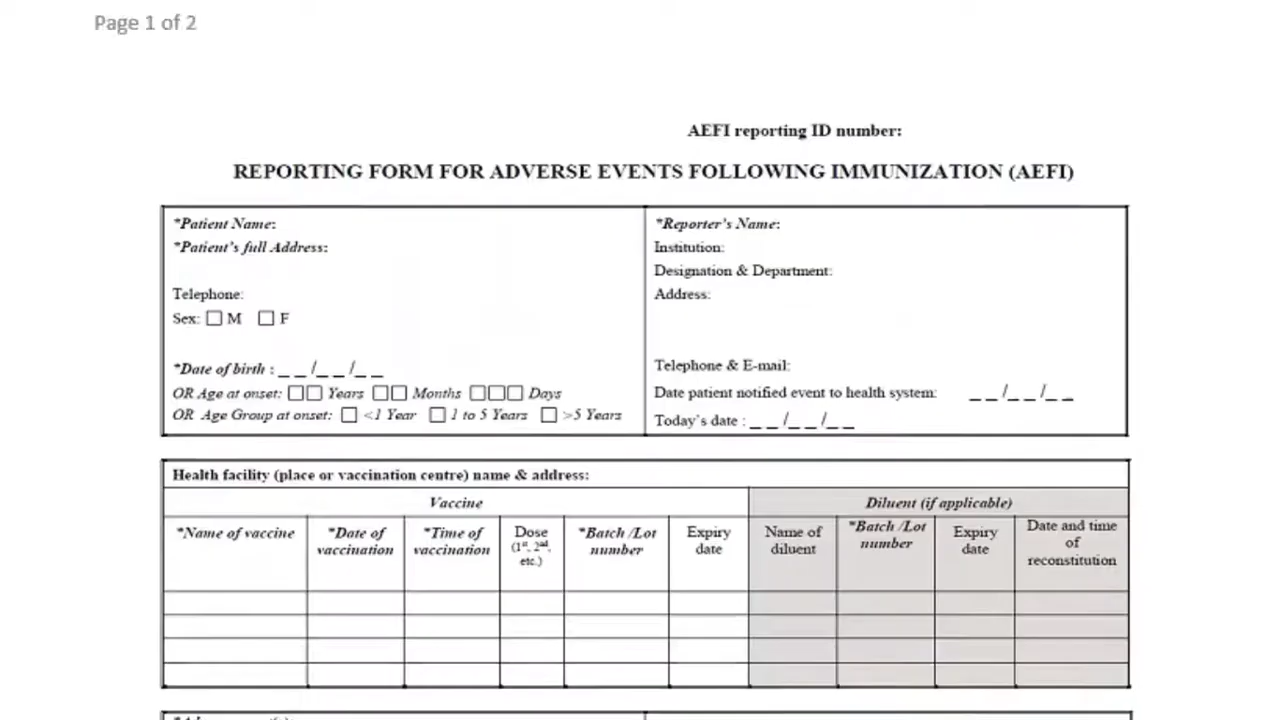 Page 1 of 2
AEFI reporting ID number:
REPORTING FORM FOR ADVERSE EVENTS FOLLOWING IMMUNIZATION (AEFI)
*Patient Name:
*Patient's full Address:
Telephone:
Sex: M F
*Date of birth : _ _ /_ _ /_ _
OR Age at onset: Years Months Days
OR Age Group at onset: <1 Year 1 to 5 Years >5 Years
*Reporter's Name:
Institution:
Designation & Department:
Address:
Telephone & E-mail:
Date patient notified event to health system: _ _ /_ _ /_ _
Today's date : _ _ /_ _ /_ _
Health facility (place or vaccination centre) name & address:
Vaccine
Diluent (if applicable)
*Name of vaccine
*Date of
vaccination
*Time of
vaccination
Dose
(1st, 2nd,
etc.)
*Batch /Lot
number
Expiry
date
Name of
diluent
*Batch /Lot
number
Expiry
date
Date and time
of
reconstitution